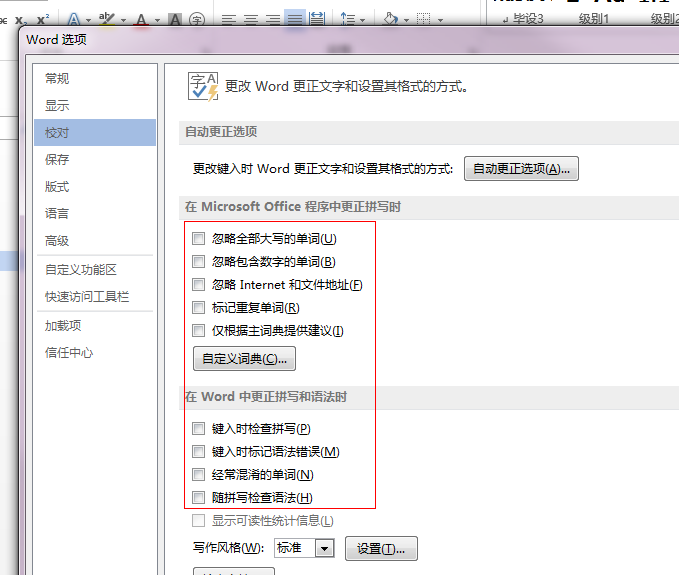 毕设3
级别1
级别2
Word 选项
常规
显示
校对
保存
版式
语言
高级
自定义功能区
快速访问工具栏
加载项
信任中心
更改 Word 更正文字和设置其格式的方式。
自动更正选项
更改键入时 Word 更正文字和设置其格式的方式: 自动更正选项(A)...
在 Microsoft Office 程序中更正拼写时
忽略全部大写的单词(U)
忽略包含数字的单词(B)
忽略 Internet 和文件地址(F)
标记重复单词(R)
仅根据主词典提供建议(I)
自定义词典(C)...
在 Word 中更正拼写和语法时
键入时检查拼写(P)
键入时标记语法错误(M)
经常混淆的单词(N)
随拼写检查语法(H)
显示可读性统计信息(L)
写作风格(W): 标准 设置(T)...